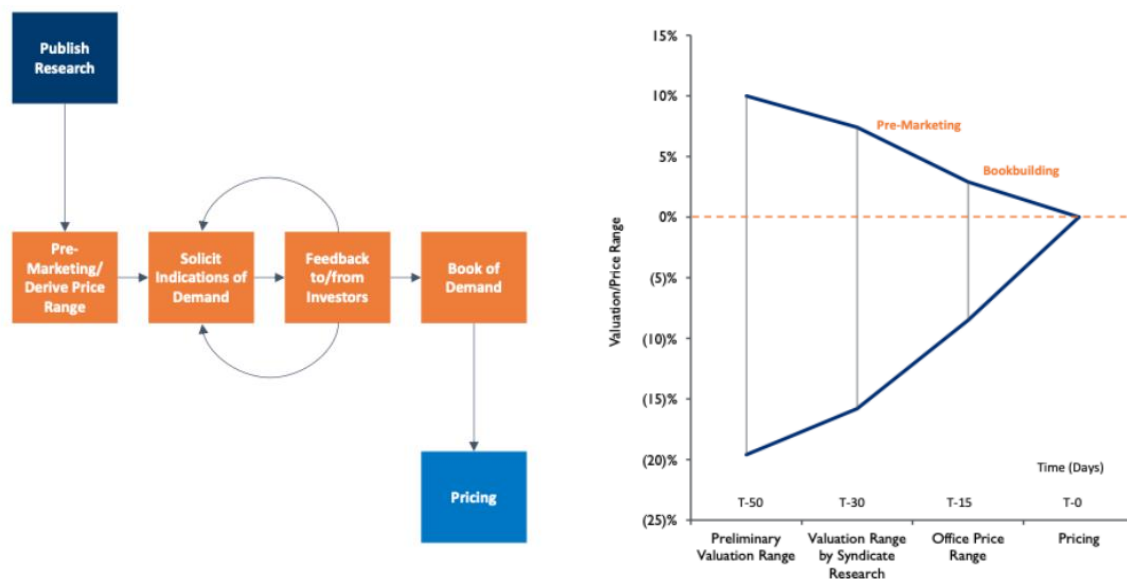 Publish
Research
Pre-
Marketing/
Derive Price
Range
Solicit
Indications of
Demand
Feedback
to/from
Investors
Book of
Demand
Pricing
Valuation/Price Range
15%
10%
5%
0%
(5)%
(10)%
(15)%
(20)%
(25)%
Pre-Marketing
Bookbuilding
Time (Days)
T-50
T-30
T-15
T-0
Preliminary
Valuation Range
Valuation Range
by Syndicate
Research
Office Price
Range
Pricing